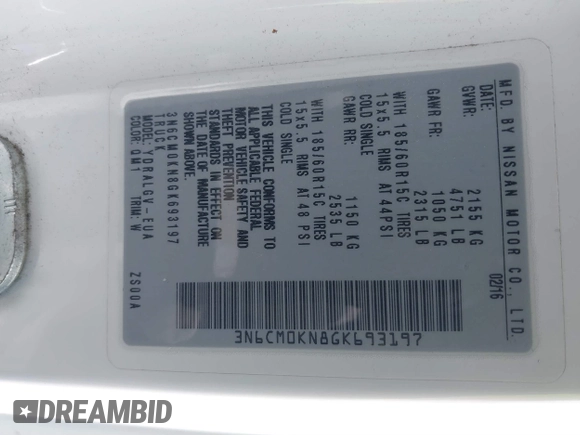 MFD. BY NISSAN MOTOR CO., LTD.
DATE: 02/16
GVWR: 2155 KG
4751 LB
GAWR FR: 1050 KG
2315 LB
WITH 185/60R15C TIRES
15x5.5 RIMS AT 44PSI
COLD SINGLE
GAWR RR: 1150 KG
2535 LB
WITH 185/60R15C TIRES
15x5.5 RIMS AT 48 PSI
COLD SINGLE
THIS VEHICLE CONFORMS TO
ALL APPLICABLE FEDERAL
MOTOR VEHICLE SAFETY AND
THEFT PREVENTION
STANDARDS IN EFFECT ON
THE DATE OF MANUFACTURE
SHOWN ABOVE.
3N6CM0KN8GK693197
TRUCK
MODEL: YDRALGV-EUA
COLOR: QM1 TRIM: W
ZS00A
3N6CM0KN8GK693197
DREAMBID